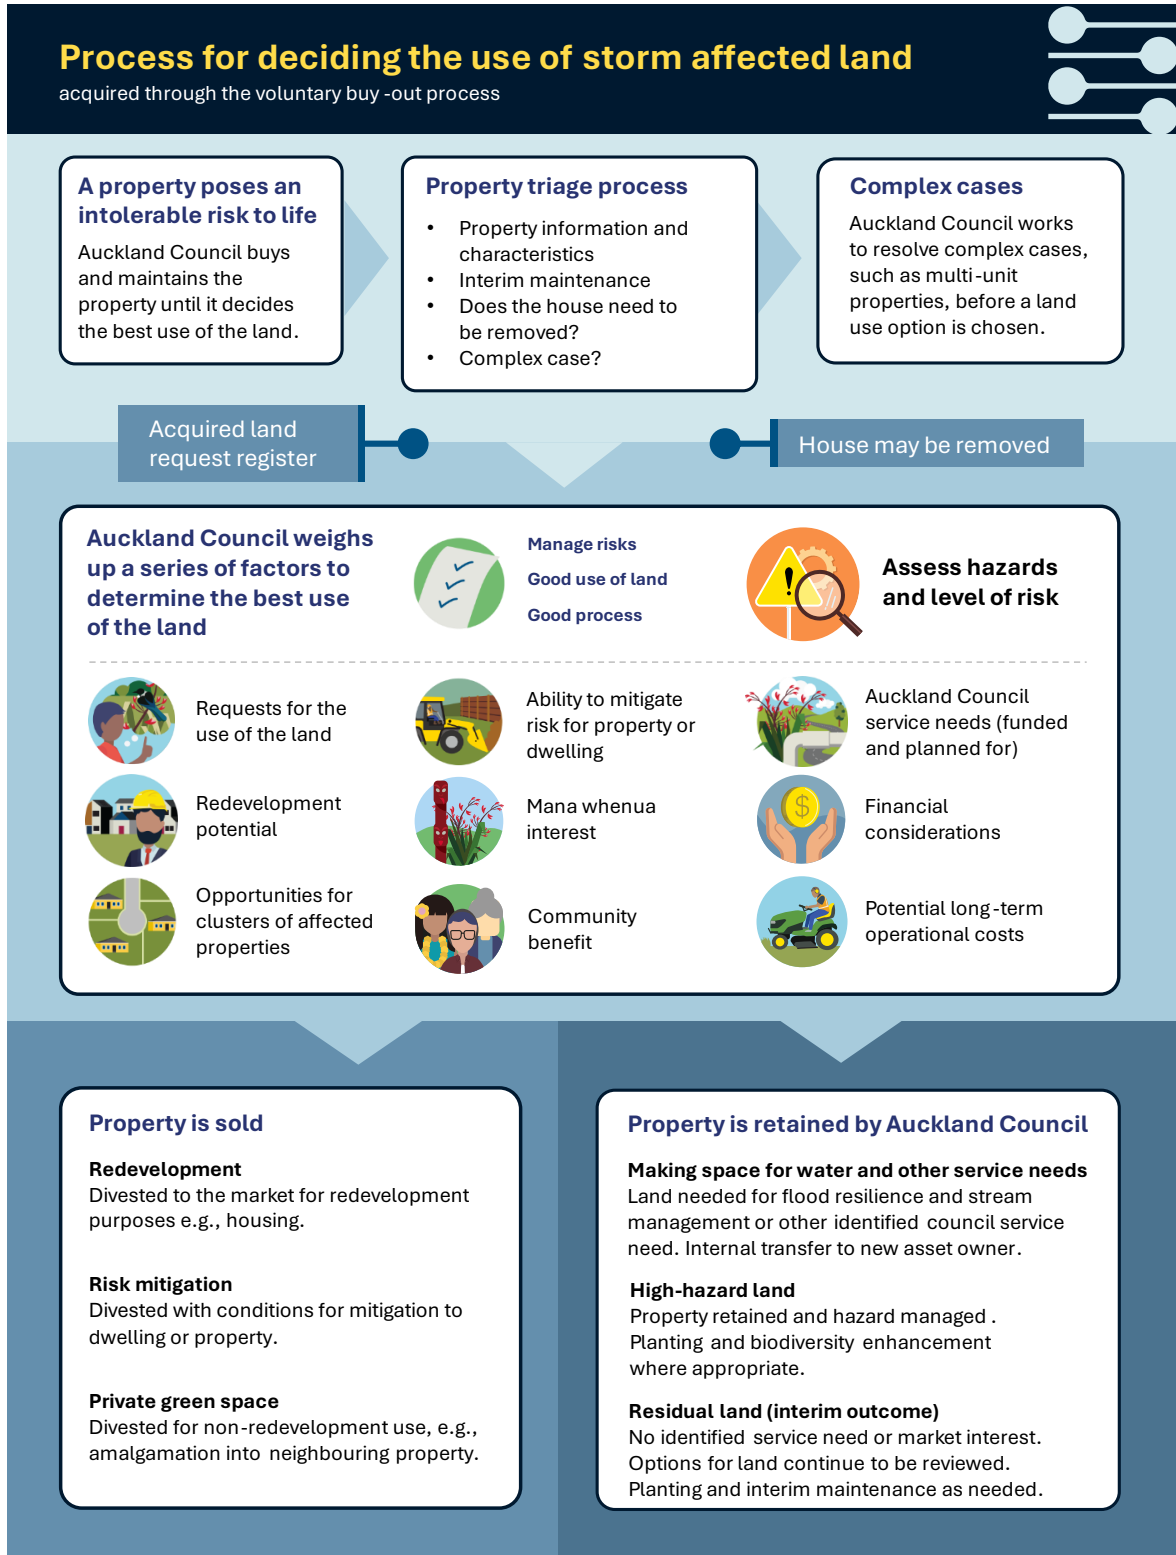 Process for deciding the use of storm affected land
acquired through the voluntary buy -out process
A property poses an
intolerable risk to life
Auckland Council buys
and maintains the
property until it decides
the best use of the land.
Property triage process
• Property information and
characteristics
• Interim maintenance
• Does the house need to
be removed?
• Complex case?
Complex cases
Auckland Council works
to resolve complex cases,
such as multi-unit
properties, before a land
use option is chosen.
Acquired land
request register
House may be removed
Auckland Council weighs
up a series of factors to
determine the best use
of the land
Manage risks
Good use of land
Good process
Assess hazards
and level of risk
Requests for the
use of the land
Ability to mitigate
risk for property or
dwelling
Auckland Council
service needs (funded
and planned for)
Redevelopment
potential
Mana whenua
interest
$
Financial
considerations
Opportunities for
clusters of affected
properties
Community
benefit
Potential long-term
operational costs
Property is sold
Redevelopment
Divested to the market for redevelopment
purposes e.g., housing.
Risk mitigation
Divested with conditions for mitigation to
dwelling or property.
Private green space
Divested for non-redevelopment use, e.g.,
amalgamation into neighbouring property.
Property is retained by Auckland Council
Making space for water and other service needs
Land needed for flood resilience and stream
management or other identified council service
need. Internal transfer to new asset owner.
High-hazard land
Property retained and hazard managed .
Planting and biodiversity enhancement
where appropriate.
Residual land (interim outcome)
No identified service need or market interest.
Options for land continue to be reviewed.
Planting and interim maintenance as needed.